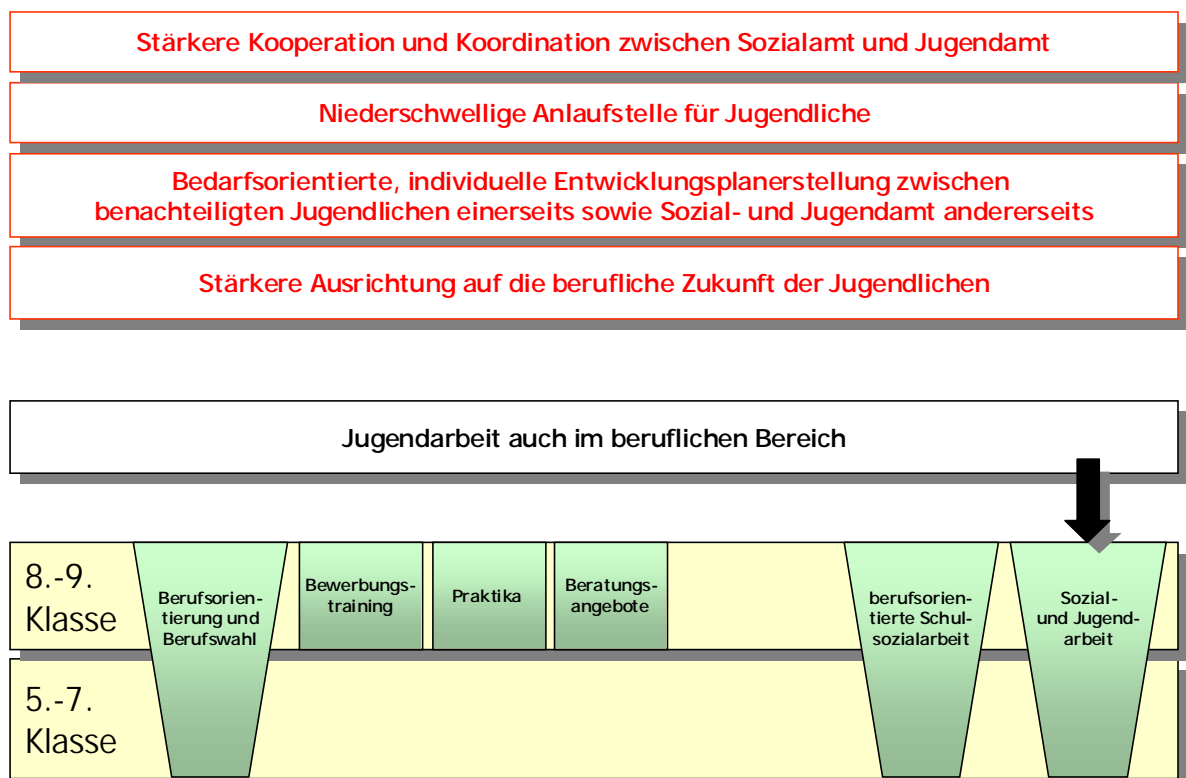 Stärkere Kooperation und Koordination zwischen Sozialamt und Jugendamt
Niederschwellige Anlaufstelle für Jugendliche
Bedarfsorientierte, individuelle Entwicklungsplanerstellung zwischen
benachteiligten Jugendlichen einerseits sowie Sozial- und Jugendamt andererseits
Stärkere Ausrichtung auf die berufliche Zukunft der Jugendlichen
Jugendarbeit auch im beruflichen Bereich
8.-9.
Klasse
Berufsorien-
tierung und
Berufswahl
Bewerbungs-
training
Praktika
Beratungs-
angebote
berufsorien-
tierte Schul-
sozialarbeit
Sozial-
und Jugend-
arbeit
5.-7.
Klasse